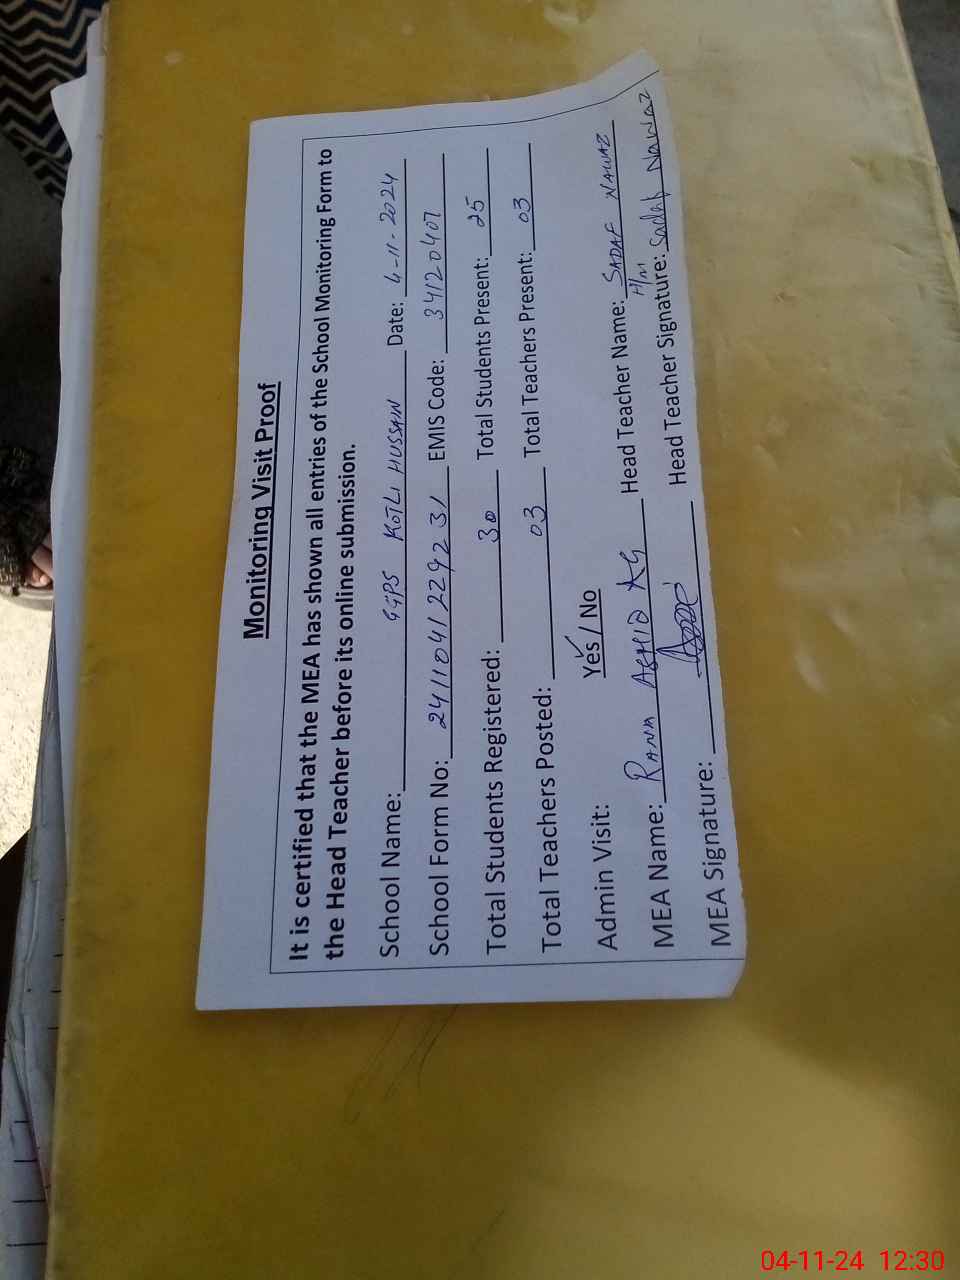 Monitoring Visit Proof
It is certified that the MEA has shown all entries of the School Monitoring Form to
the Head Teacher before its online submission.
School Name: GGPS KOTLI HUSSAIN Date: 4-11-2024
School Form No: 24110412292 31 EMIS Code: 34120407
Total Students Registered: 30 Total Students Present: 25
Total Teachers Posted: 03 Total Teachers Present: 03
Admin Visit: Yes / No
MEA Name: RANA Head Teacher Name: SADAF NAWAZ
H/M
MEA Signature: Head Teacher Signature: Sadaf Nawaz
04-11-24 12:30